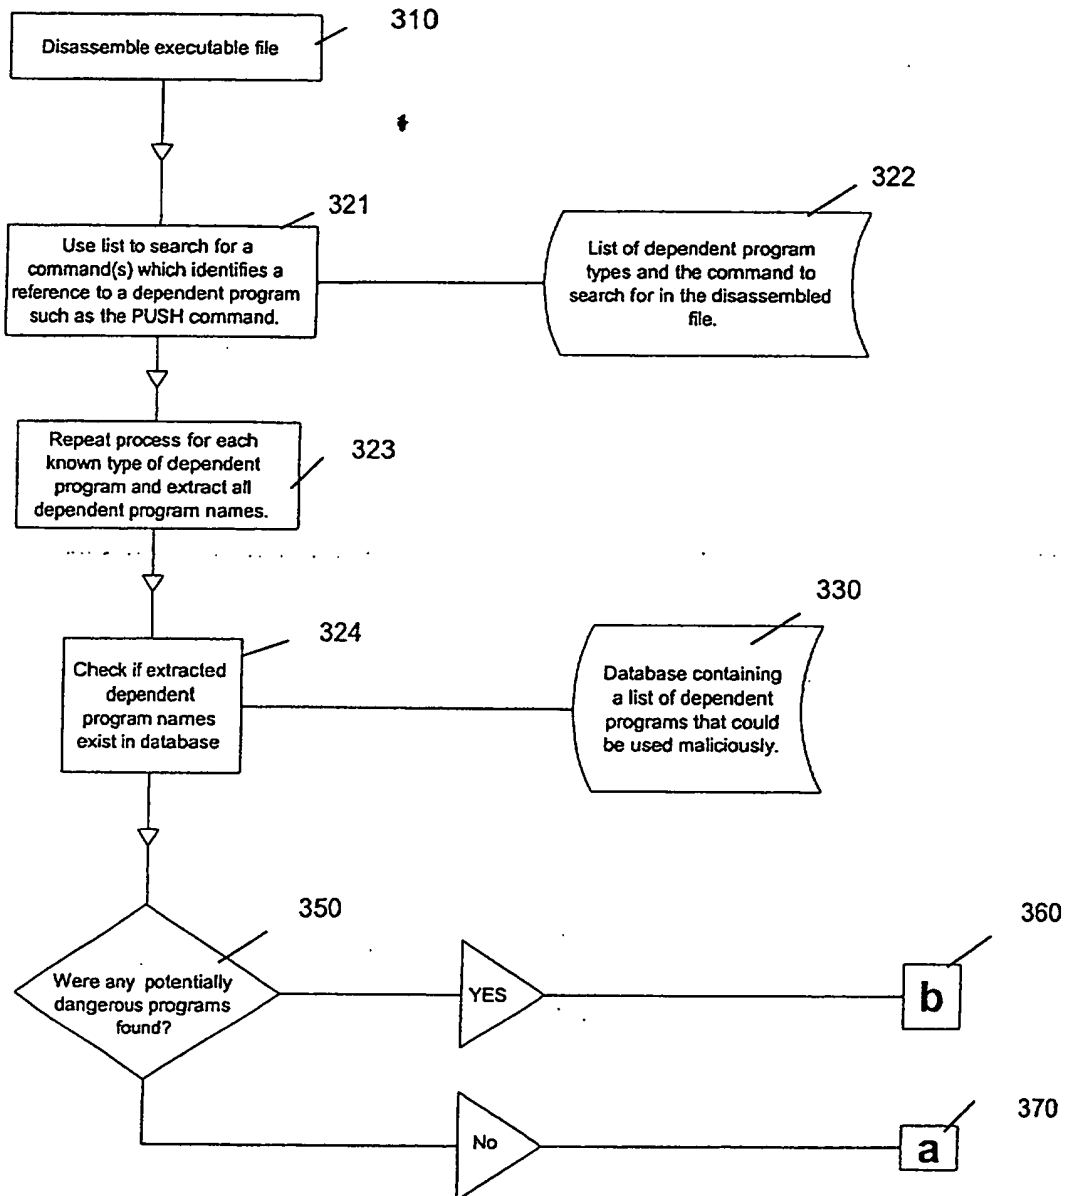 310
Disassemble executable file
321
Use list to search for a
command(s) which identifies a
reference to a dependent program
such as the PUSH command.
322
List of dependent program
types and the command to
search for in the disassembled
file.
323
Repeat process for each
known type of dependent
program and extract all
dependent program names.
324
Check if extracted
dependent
program names
exist in database
330
Database containing
a list of dependent
programs that could
be used maliciously.
350
Were any potentially
dangerous programs
found?
YES
360
b
No
370
a